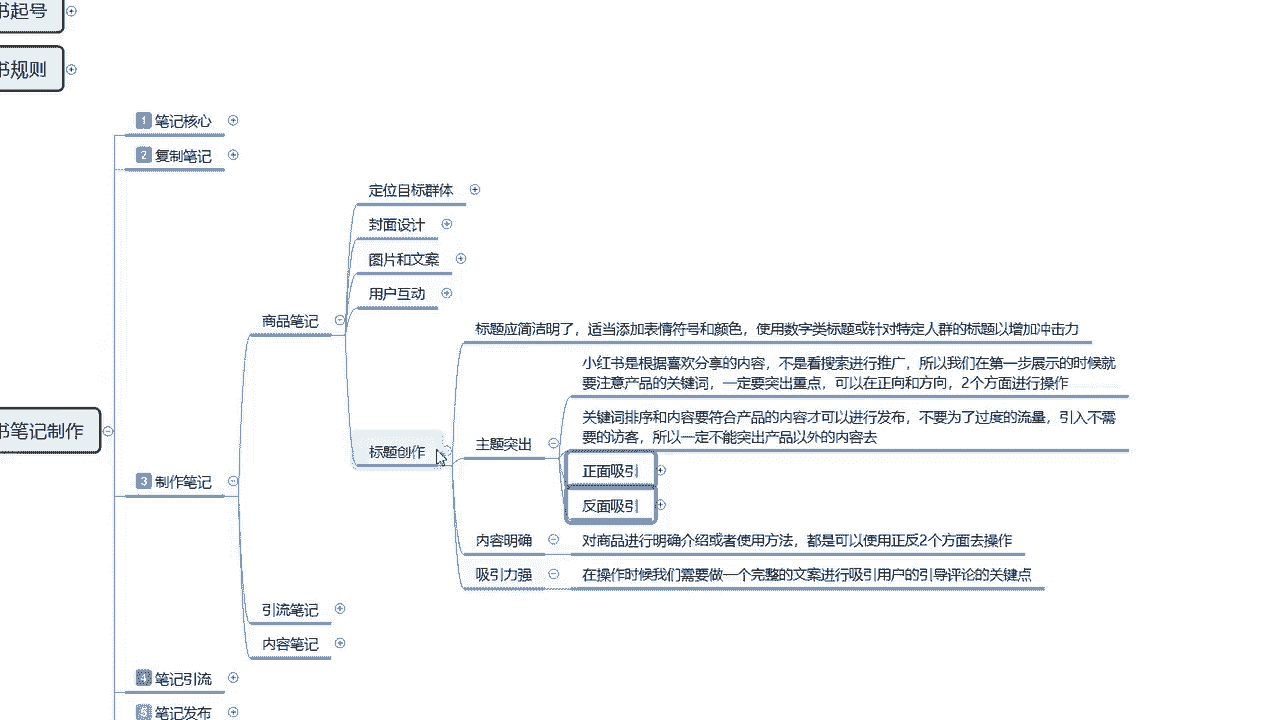 书起号
书规则
1 笔记核心
2 复制笔记
定位目标群体
封面设计
图片和文案
用户互动
商品笔记
标题应简洁明了，适当添加表情符号和颜色，使用数字类标题或针对特定人群的标题以增加冲击力
小红书是根据喜欢分享的内容，不是看搜索进行推广，所以我们在第一步展示的时候就
要注意产品的关键词，一定要突出重点，可以在正向和方向，2个方面进行操作
关键词排序和内容要符合产品的内容才可以进行发布，不要为了过度的流量，引入不需
要的访客，所以一定不能突出产品以外的内容去
书笔记制作
标题创作
主题突出
正面吸引
3 制作笔记
反面吸引
内容明确
对商品进行明确介绍或者使用方法，都是可以使用正反2个方面去操作
吸引力强
在操作时候我们需要做一个完整的文案进行吸引用户的引导评论的关键点
引流笔记
内容笔记
4 笔记引流
5 笔记发布